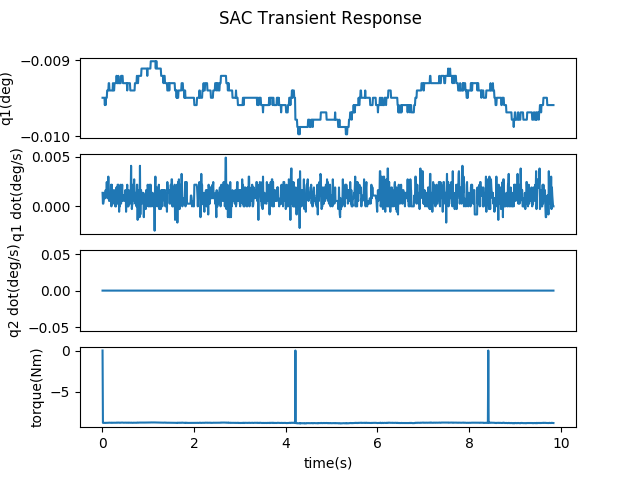 SAC Transient Response
−0.009
−0.010
q1(deg)
0.005
0.000
q1 dot(deg/s)
0.05
0.00
−0.05
q2 dot(deg/s)
0
−5
torque(Nm)
0 2 4 6 8 10
time(s)